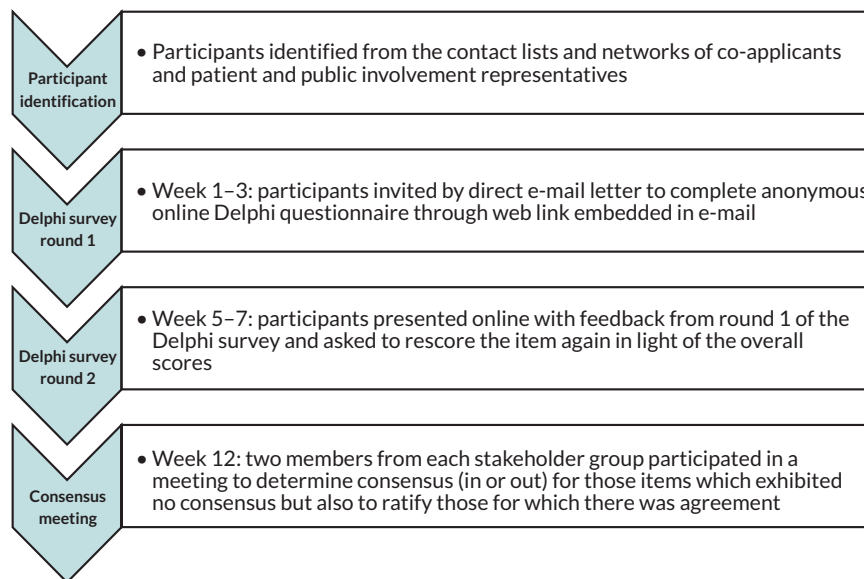 Participant
identification
• Participants identified from the contact lists and networks of co-applicants
and patient and public involvement representatives
Delphi survey
round 1
• Week 1–3: participants invited by direct e-mail letter to complete anonymous
online Delphi questionnaire through web link embedded in e-mail
Delphi survey
round 2
• Week 5–7: participants presented online with feedback from round 1 of the
Delphi survey and asked to rescore the item again in light of the overall
scores
Consensus
meeting
• Week 12: two members from each stakeholder group participated in a
meeting to determine consensus (in or out) for those items which exhibited
no consensus but also to ratify those for which there was agreement